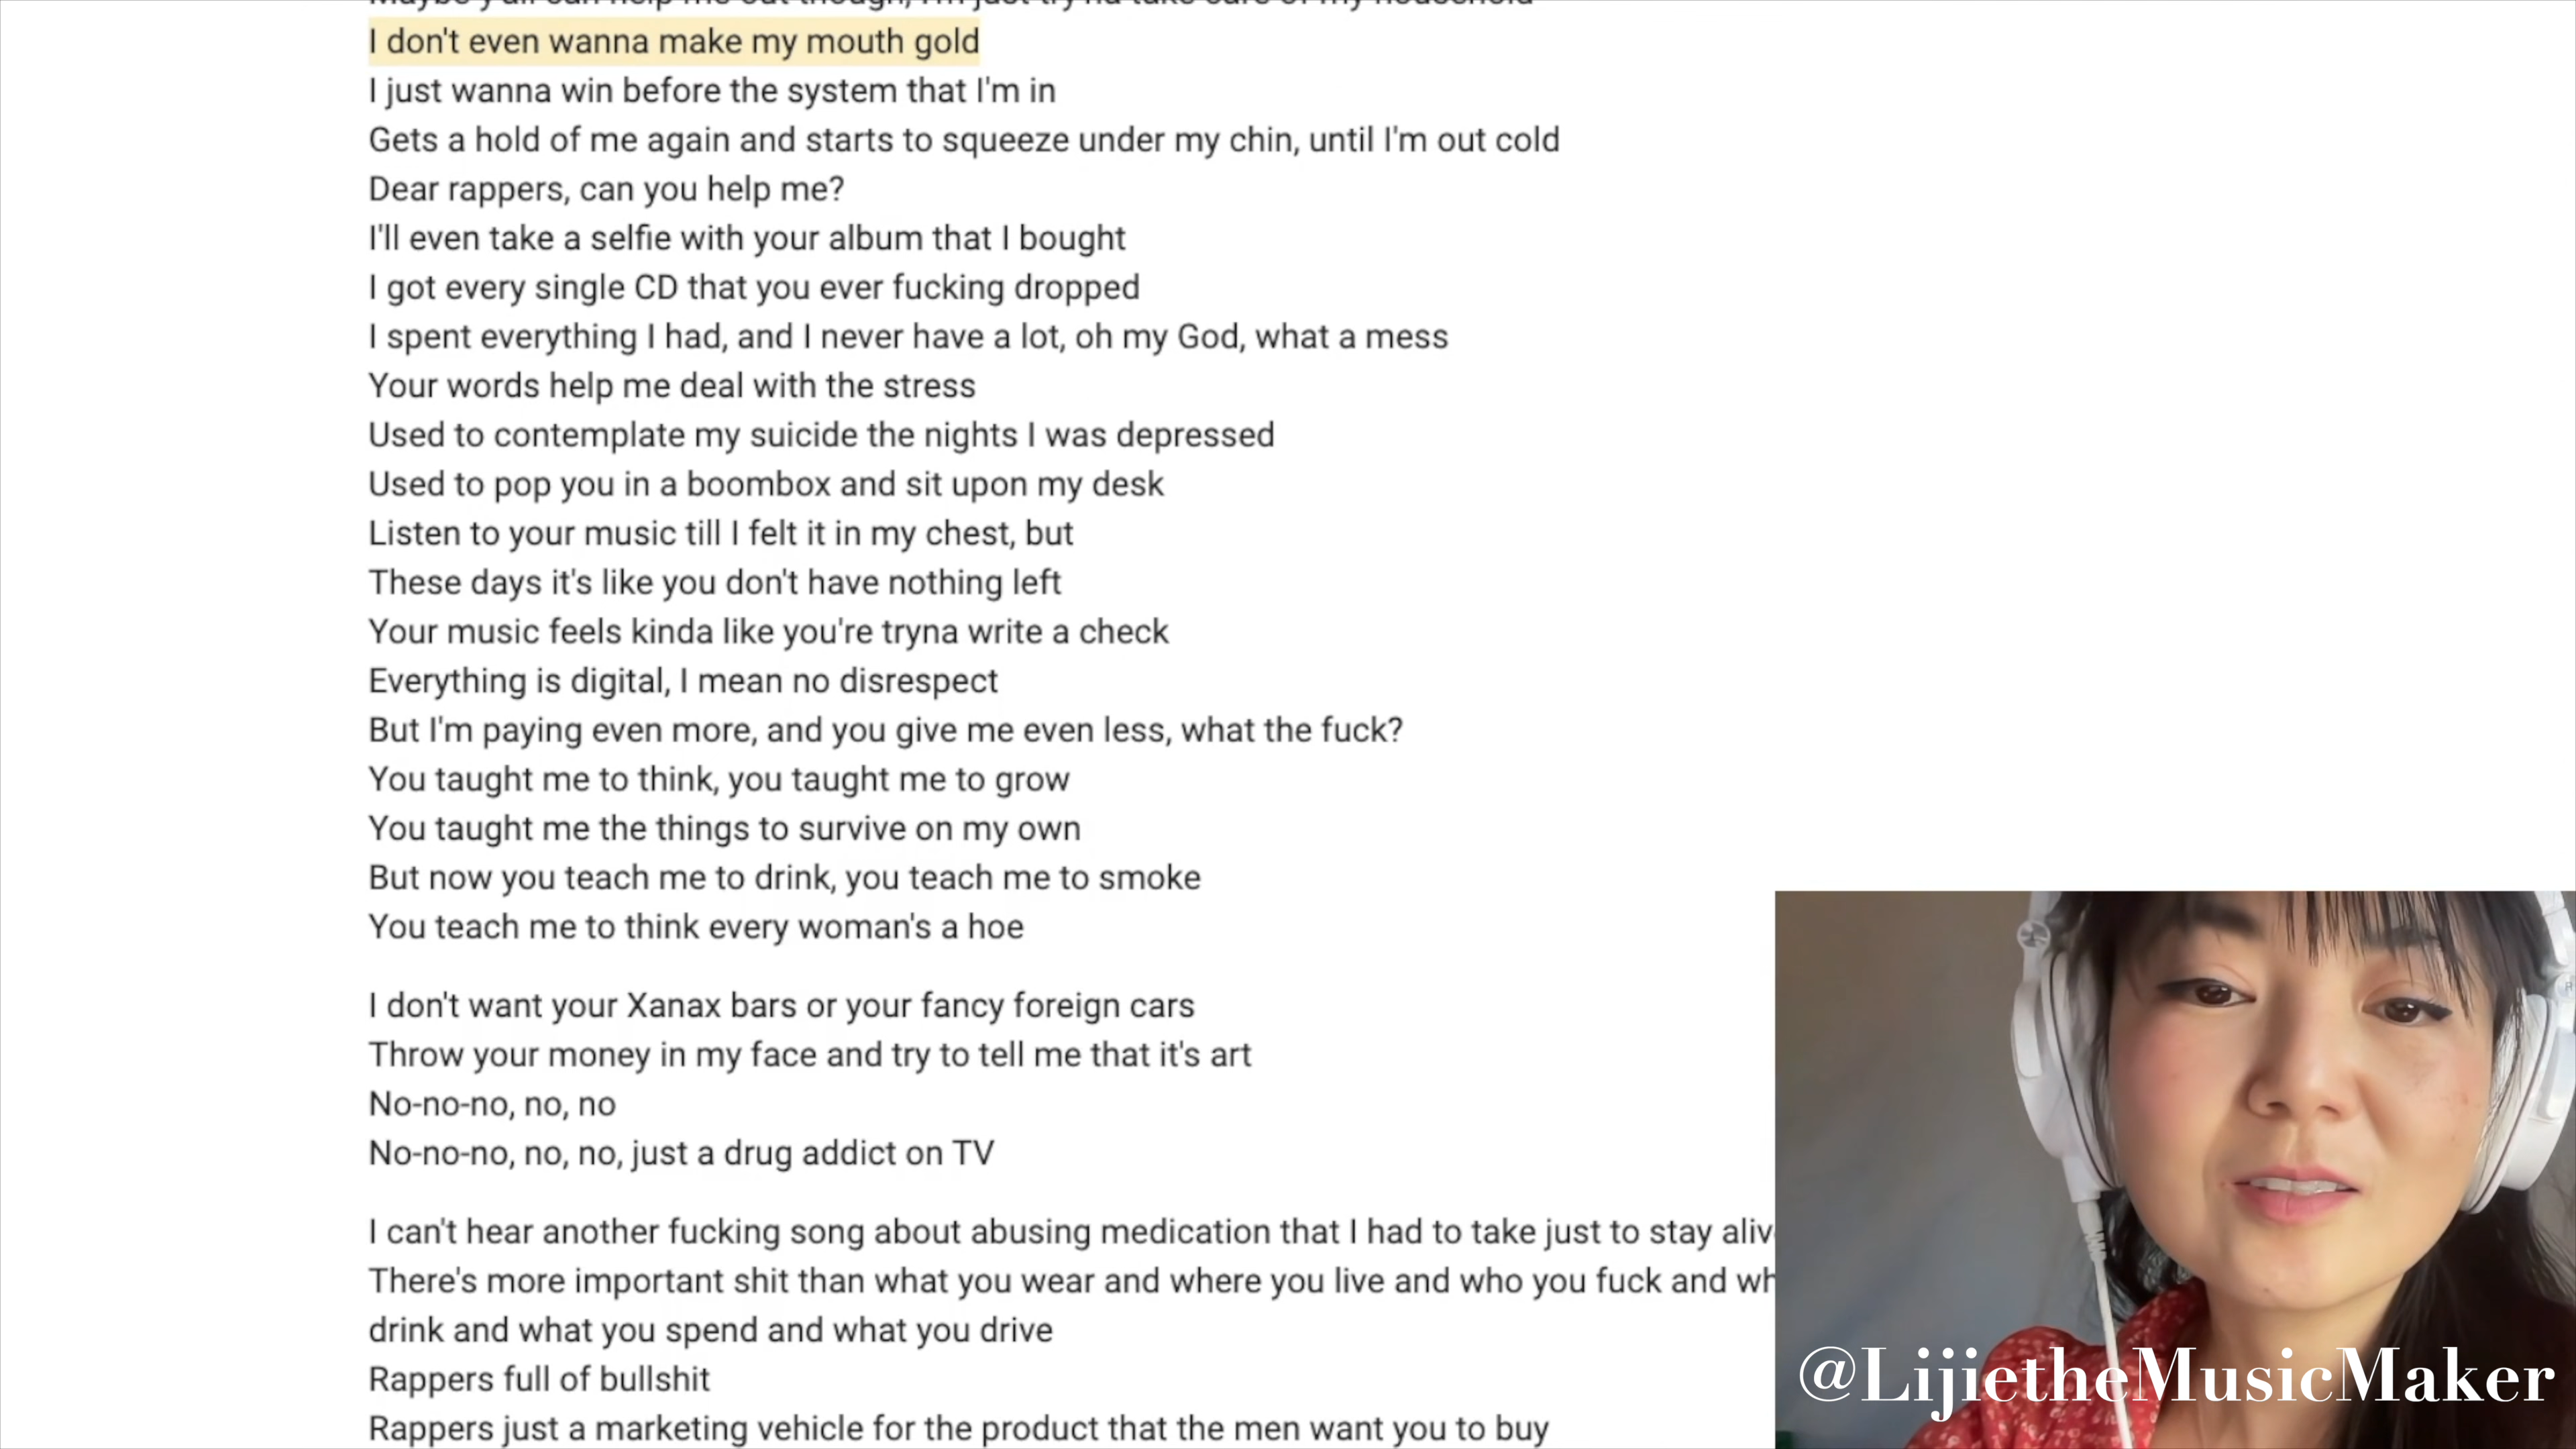 I don't even wanna make my mouth gold
I just wanna win before the system that I'm in
Gets a hold of me again and starts to squeeze under my chin, until I'm out cold
Dear rappers, can you help me?
I'll even take a selfie with your album that I bought
I got every single CD that you ever fucking dropped
I spent everything I had, and I never have a lot, oh my God, what a mess
Your words help me deal with the stress
Used to contemplate my suicide the nights I was depressed
Used to pop you in a boombox and sit upon my desk
Listen to your music till I felt it in my chest, but
These days it's like you don't have nothing left
Your music feels kinda like you're tryna write a check
Everything is digital, I mean no disrespect
But I'm paying even more, and you give me even less, what the fuck?
You taught me to think, you taught me to grow
You taught me the things to survive on my own
But now you teach me to drink, you teach me to smoke
You teach me to think every woman's a hoe
I don't want your Xanax bars or your fancy foreign cars
Throw your money in my face and try to tell me that it's art
No-no-no, no, no
No-no-no, no, no, just a drug addict on TV
I can't hear another fucking song about abusing medication that I had to take just to stay aliv
There's more important shit than what you wear and where you live and who you fuck and wh
drink and what you spend and what you drive
Rappers full of bullshit
Rappers just a marketing vehicle for the product that the men want you to buy
@LijietheMusicMaker